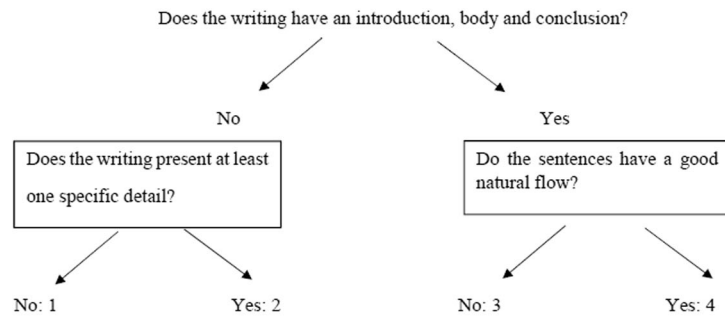 Does the writing have an introduction, body and conclusion?
No
Yes
Does the writing present at least
one specific detail?
Do the sentences have a good
natural flow?
No: 1
Yes: 2
No: 3
Yes: 4